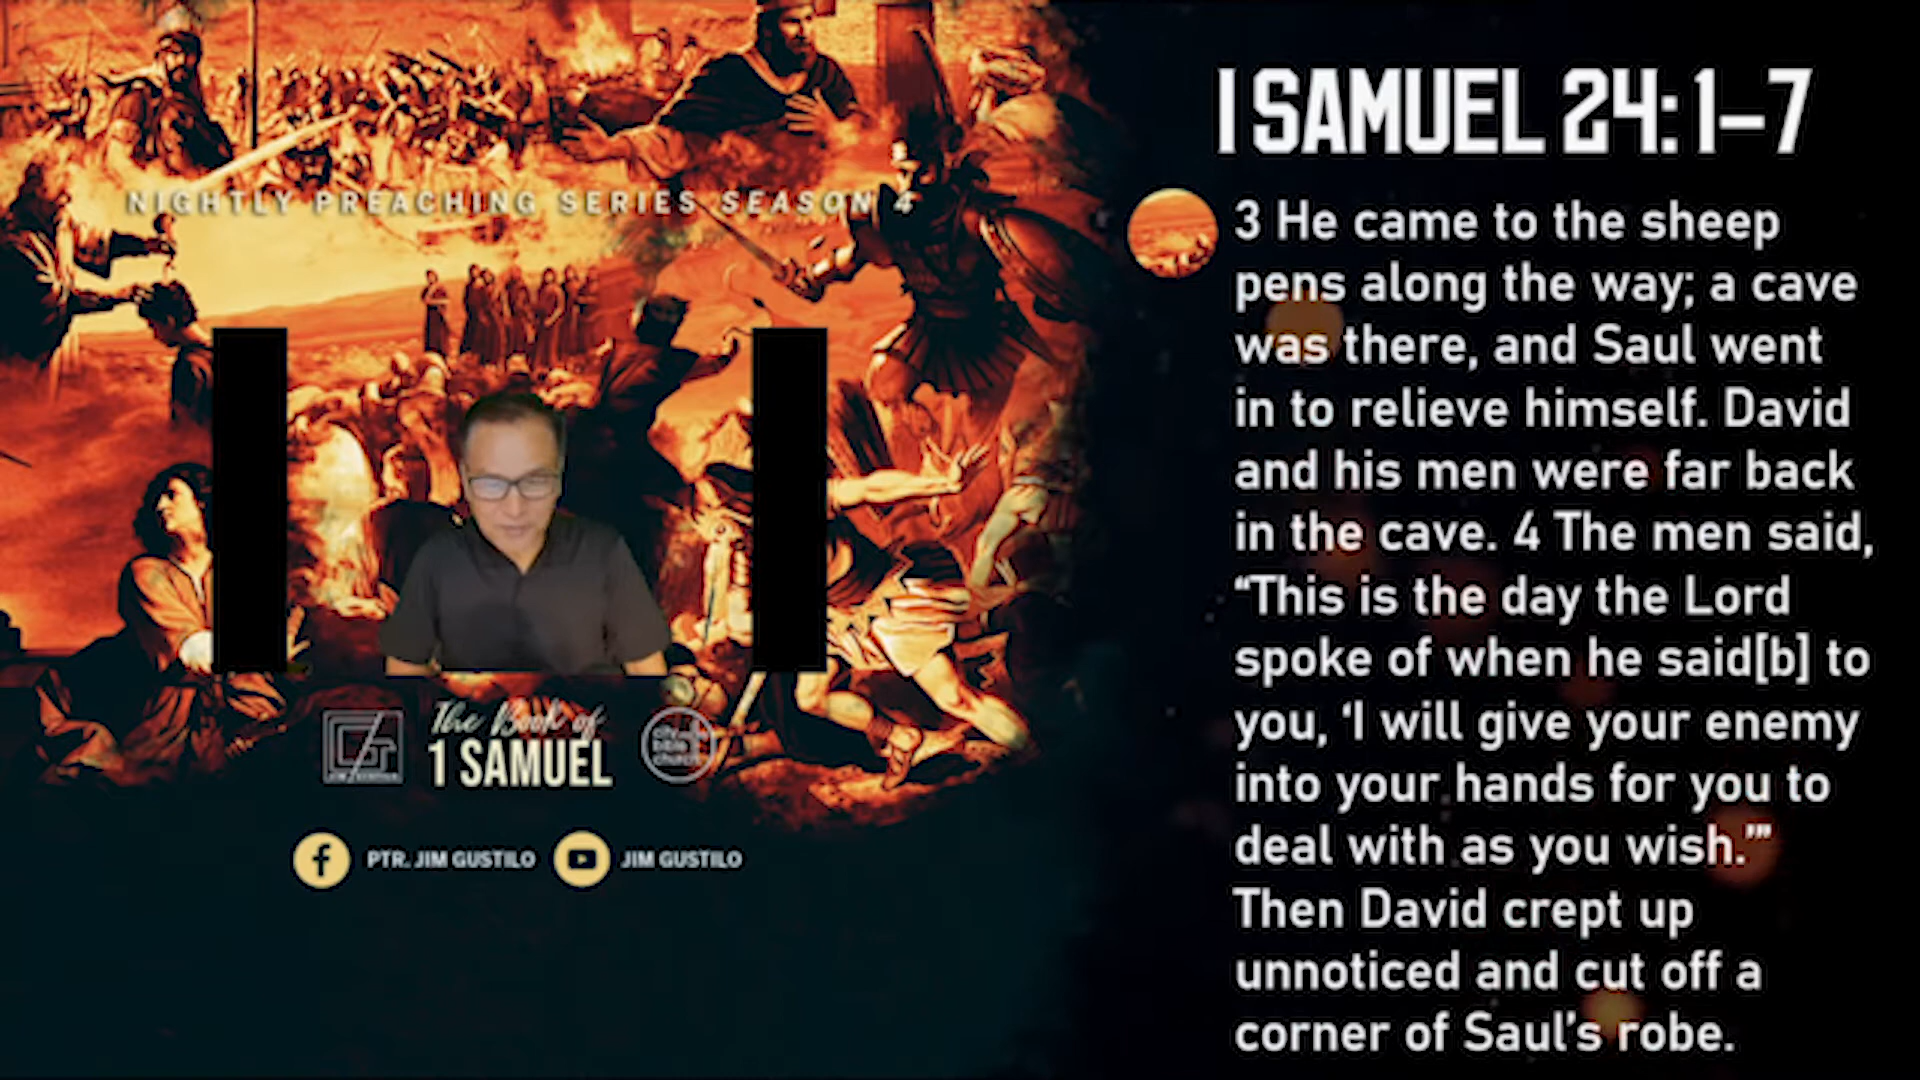 NIGHTLY PREACHING SERIES SEASON 4
The Book of
1 SAMUEL
city
bible
church
PTR. JIM GUSTILO
JIM GUSTILO
I SAMUEL 24:1–7
3 He came to the sheep
pens along the way; a cave
was there, and Saul went
in to relieve himself. David
and his men were far back
in the cave. 4 The men said,
“This is the day the Lord
spoke of when he said[b] to
you, ‘I will give your enemy
into your hands for you to
deal with as you wish.’”
Then David crept up
unnoticed and cut off a
corner of Saul’s robe.